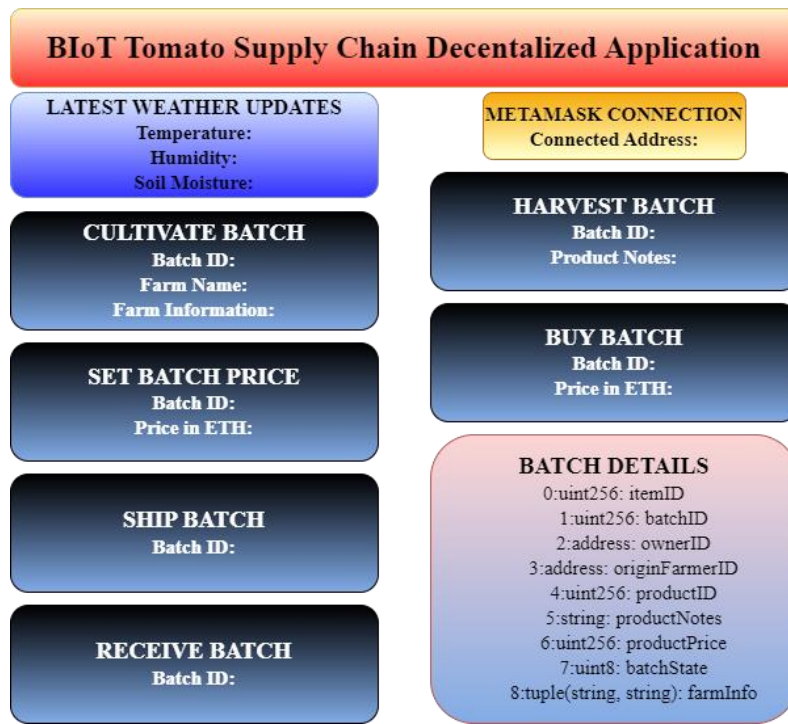 BIoT Tomato Supply Chain Decentalized Application
LATEST WEATHER UPDATES
Temperature:
Humidity:
Soil Moisture:
METAMASK CONNECTION
Connected Address:
CULTIVATE BATCH
Batch ID:
Farm Name:
Farm Information:
HARVEST BATCH
Batch ID:
Product Notes:
SET BATCH PRICE
Batch ID:
Price in ETH:
BUY BATCH
Batch ID:
Price in ETH:
SHIP BATCH
Batch ID:
RECEIVE BATCH
Batch ID:
BATCH DETAILS
0:uint256: itemID
1:uint256: batchID
2:address: ownerID
3:address: originFarmerID
4:uint256: productID
5:string: productNotes
6:uint256: productPrice
7:uint8: batchState
8:tuple(string, string): farmInfo